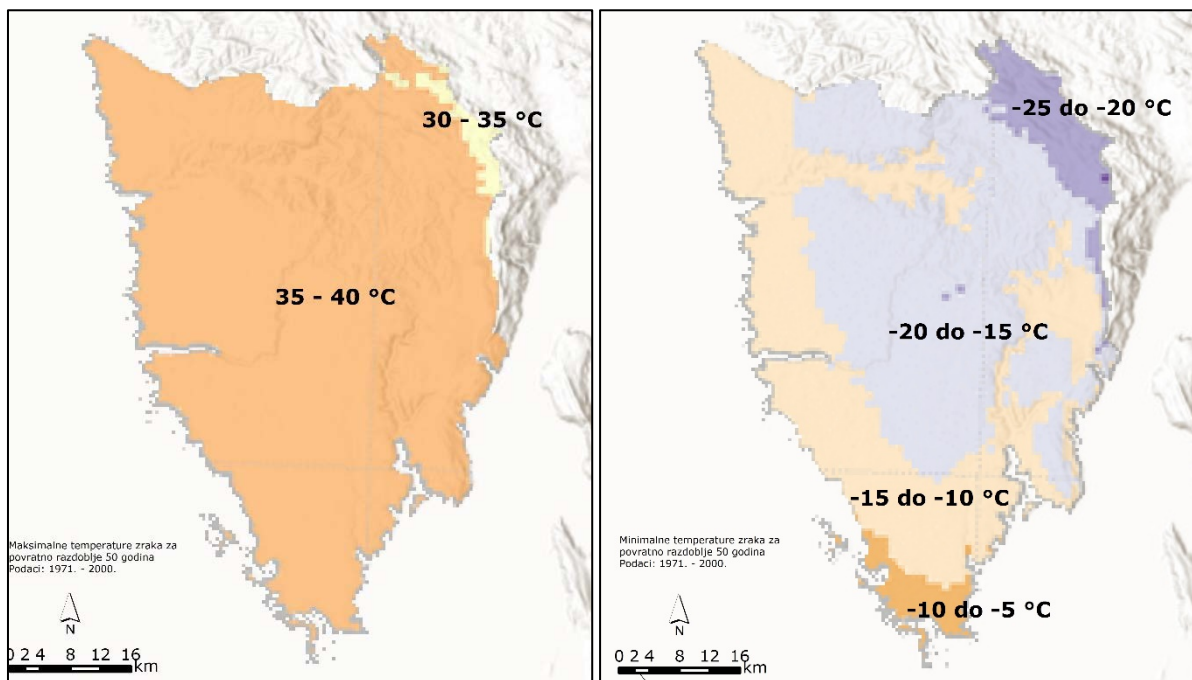 30 - 35 °C
35 - 40 °C
Maksimalne temperature zraka za
povratno razdoblje 50 godina
Podaci: 1971. - 2000.
N
0 2 4 8 12 16
km
-25 do -20 °C
-20 do -15 °C
-15 do -10 °C
-10 do -5 °C
Minimalne temperature zraka za
povratno razdoblje 50 godina
Podaci: 1971. - 2000.
N
0 2 4 8 12 16
km